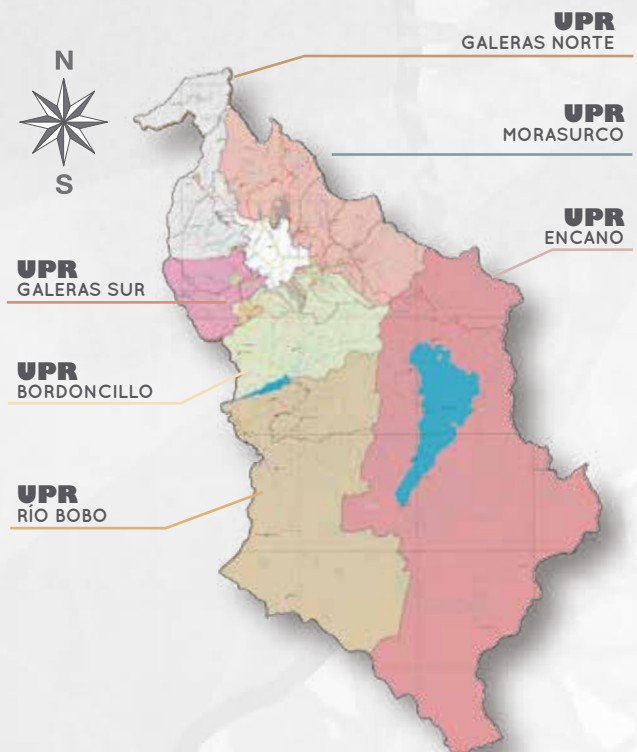 UPR
GALERAS NORTE
N
S
UPR
MORASURCO
UPR
ENCANO
UPR
GALERAS SUR
UPR
BORDONCILLO
UPR
RÍO BOBO